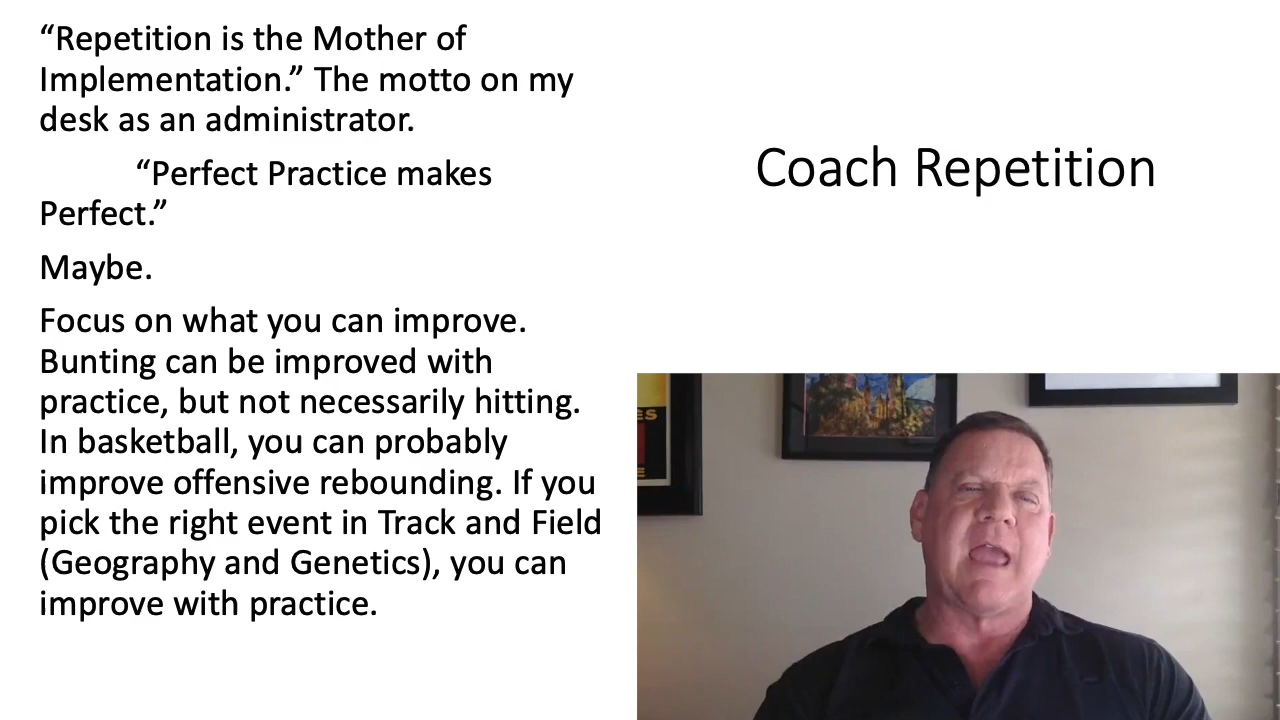 “Repetition is the Mother of
Implementation.” The motto on my
desk as an administrator.
“Perfect Practice makes
Perfect.”
Maybe.
Focus on what you can improve.
Bunting can be improved with
practice, but not necessarily hitting.
In basketball, you can probably
improve offensive rebounding. If you
pick the right event in Track and Field
(Geography and Genetics), you can
improve with practice.
Coach Repetition
ES
E